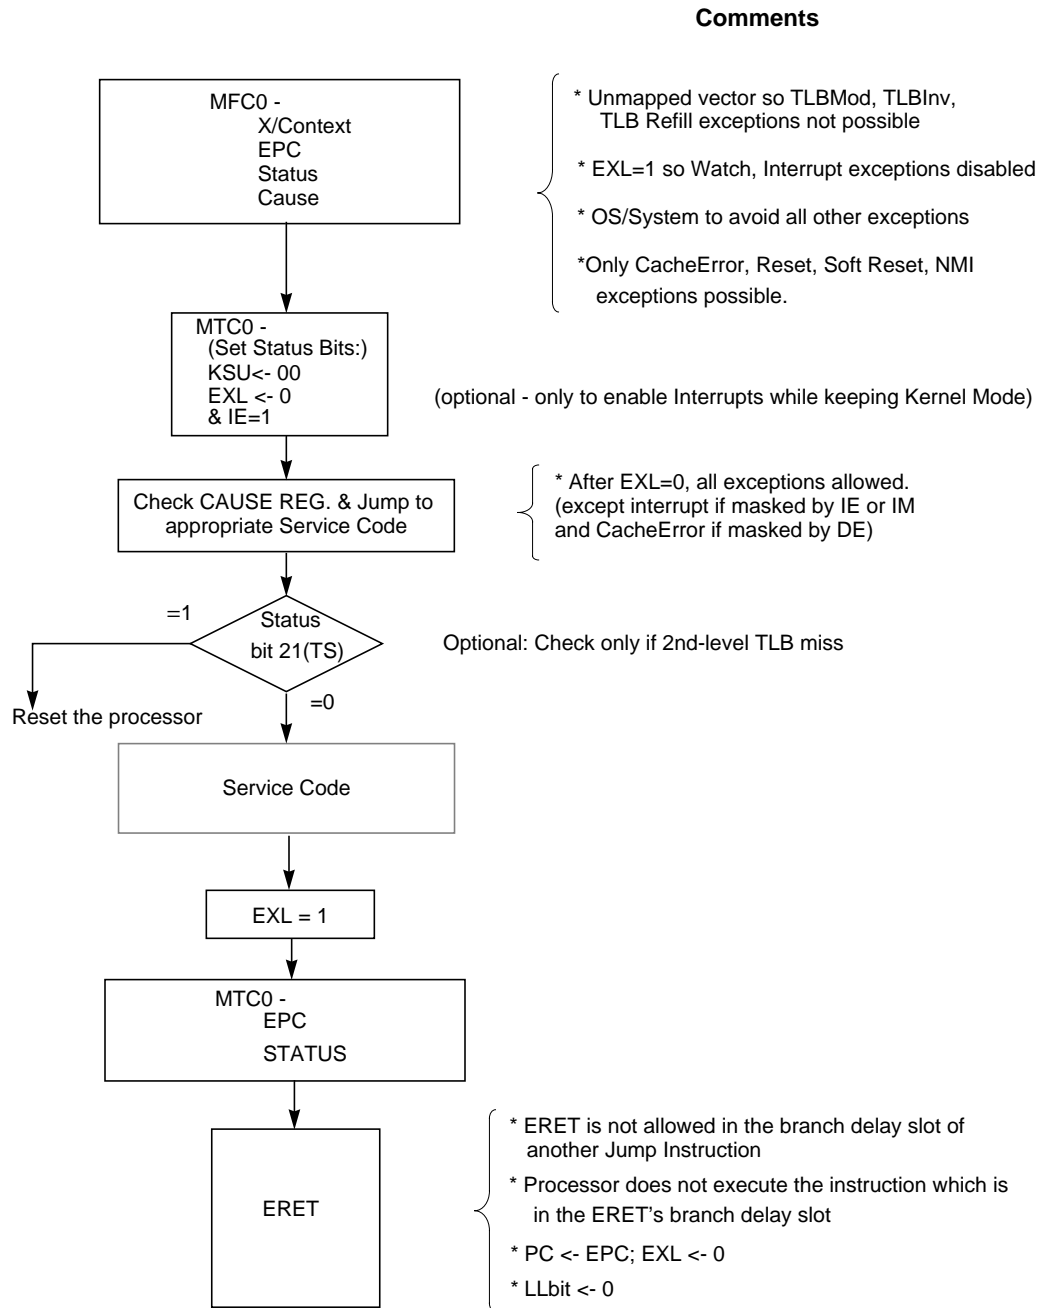 Comments
MFC0 -
X/Context
EPC
Status
Cause
* Unmapped vector so TLBMod, TLBInv,
TLB Refill exceptions not possible
* EXL=1 so Watch, Interrupt exceptions disabled
* OS/System to avoid all other exceptions
*Only CacheError, Reset, Soft Reset, NMI
exceptions possible.
MTC0 -
(Set Status Bits:)
KSU<- 00
EXL <- 0
& IE=1
(optional - only to enable Interrupts while keeping Kernel Mode)
Check CAUSE REG. & Jump to
appropriate Service Code
* After EXL=0, all exceptions allowed.
(except interrupt if masked by IE or IM
and CacheError if masked by DE)
=1
Status
bit 21(TS)
Optional: Check only if 2nd-level TLB miss
=0
Reset the processor
Service Code
EXL = 1
MTC0 -
EPC
STATUS
ERET
* ERET is not allowed in the branch delay slot of
another Jump Instruction
* Processor does not execute the instruction which is
in the ERET's branch delay slot
* PC <- EPC; EXL <- 0
* LLbit <- 0